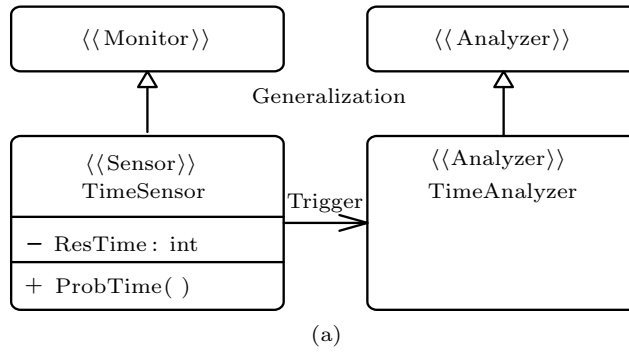 ⟨⟨Monitor⟩⟩
⟨⟨Analyzer⟩⟩
Generalization
⟨⟨Sensor⟩⟩
TimeSensor
− ResTime: int
+ ProbTime( )
Trigger
⟨⟨Analyzer⟩⟩
TimeAnalyzer
(a)